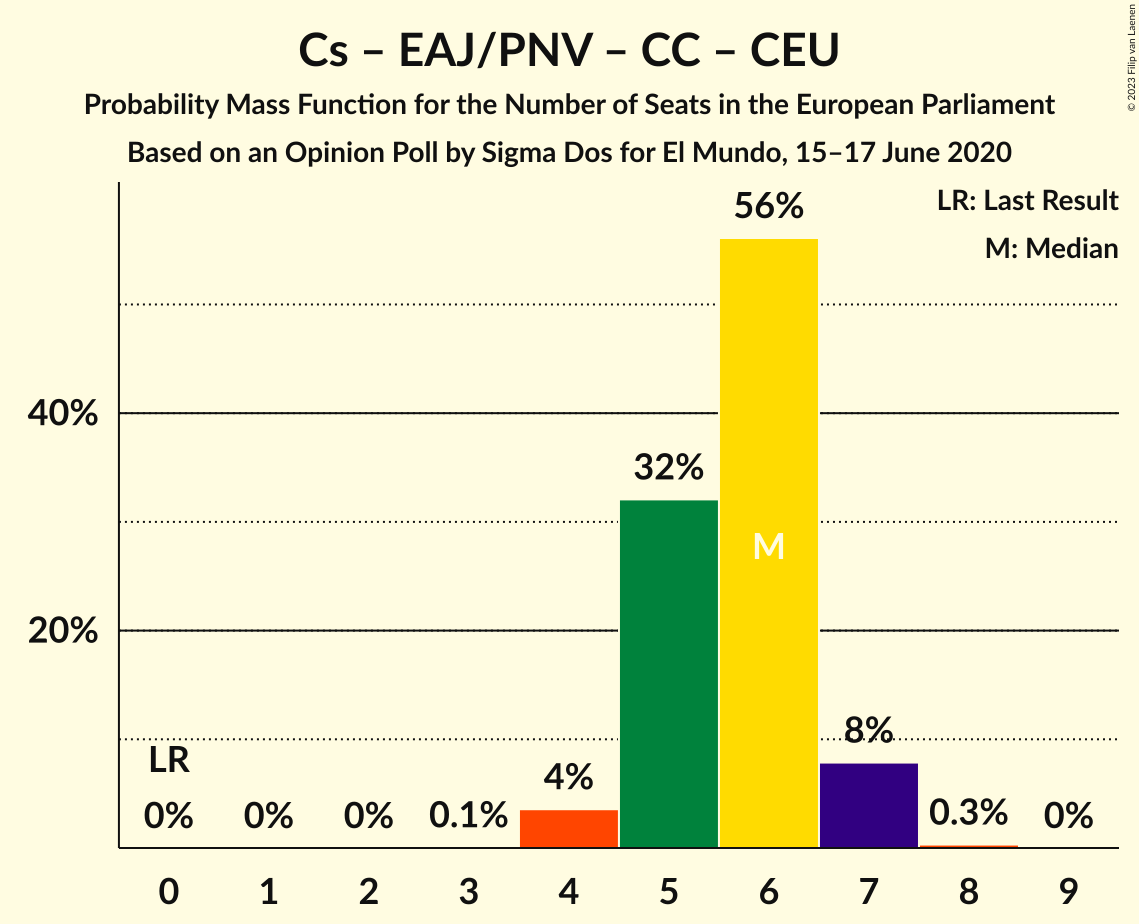 Cs – EAJ/PNV – CC – CEU
Probability Mass Function for the Number of Seats in the European Parliament
Based on an Opinion Poll by Sigma Dos for El Mundo, 15–17 June 2020
© 2023 Filip van Laenen
LR: Last Result
M: Median
56%
40%
32%
M
20%
8%
LR
4%
0% 0% 0% 0.1% 0.3% 0%
0 1 2 3 4 5 6 7 8 9